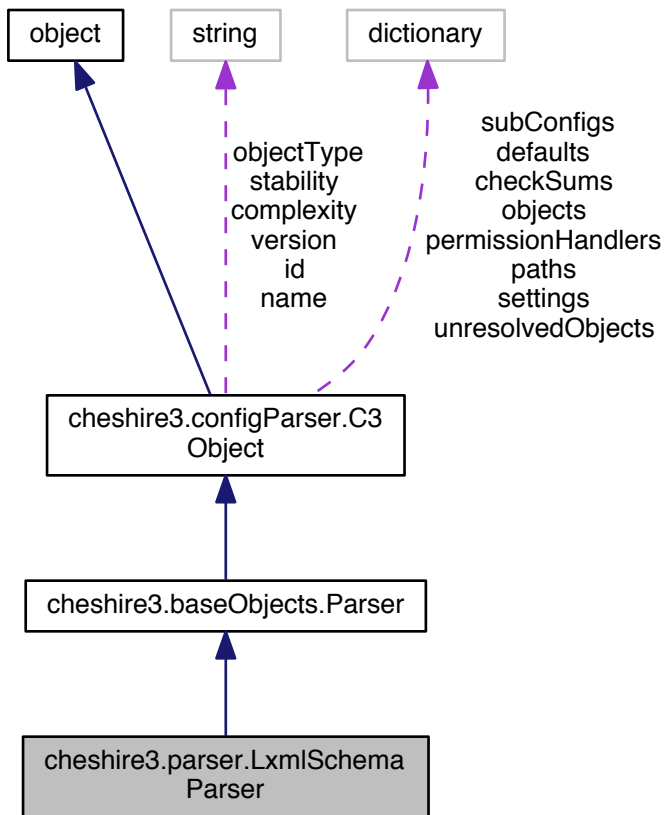 object
string
dictionary
objectType
stability
complexity
version
id
name
subConfigs
defaults
checkSums
objects
permissionHandlers
paths
settings
unresolvedObjects
cheshire3.configParser.C3
Object
cheshire3.baseObjects.Parser
cheshire3.parser.LxmlSchema
Parser